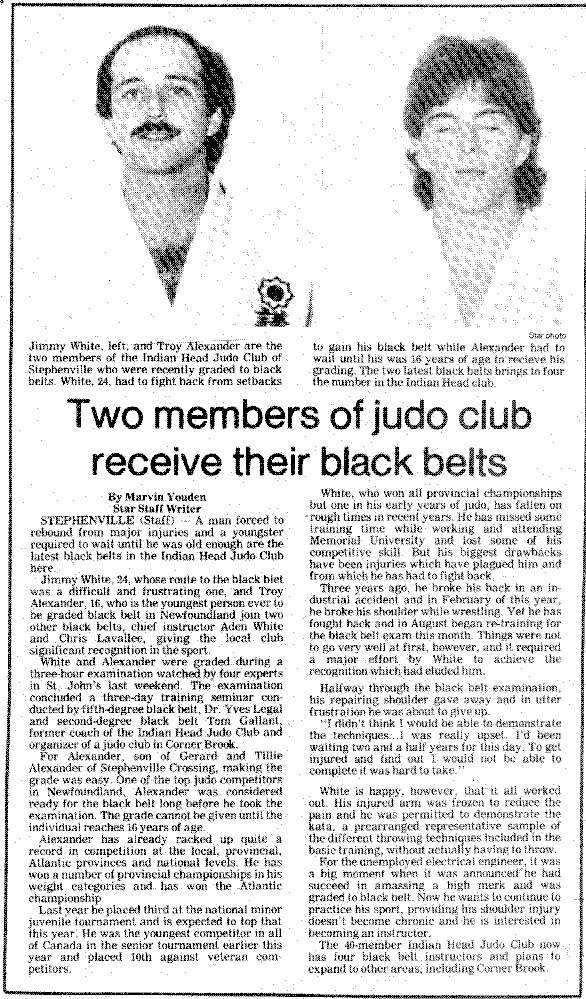 Star photo
Jimmy White, left, and Troy Alexander are the
two members of the Indian Head Judo Club of
Stephenville who were recently graded to black
belts. White, 24, had to fight back from setbacks
to gain his black belt while Alexander had to
wait until his was 16 years of age to recieve his
grading. The two latest black belts brings to four
the number in the Indian Head club.
Two members of judo club
receive their black belts
By Marvin Youden
Star Staff Writer
STEPHENVILLE (Staff) — A man forced to
rebound from major injuries and a youngster
required to wait until he was old enough are the
latest black belts in the Indian Head Judo Club
here.
Jimmy White, 24, whose route to the black blet
was a difficult and frustrating one, and Troy
Alexander, 16, who is the youngest person ever to
be graded black belt in Newfoundland join two
other black belts, chief instructor Aden White
and Chris Lavallee, giving the local club
significant recognition in the sport.
White and Alexander were graded during a
three-hour examination watched by four experts
in St. John's last weekend. The examination
concluded a three-day training seminar con-
ducted by fifth-degree black belt, Dr. Yves Legal
and second-degree black belt Tom Gallant,
former coach of the Indian Head Judo Club and
organizer of a judo club in Corner Brook.
For Alexander, son of Gerard and Tillie
Alexander of Stephenville Crossing, making the
grade was easy. One of the top judo competitors
in Newfoundland, Alexander was considered
ready for the black belt long before he took the
examination. The grade cannot be given until the
individual reaches 16 years of age.
Alexander has already racked up quite a
record in competition at the local, provincial,
Atlantic provinces and national levels. He has
won a number of provincial championships in his
weight categories and has won the Atlantic
championship.
Last year he placed third at the national minor
juvenile tournament and is expected to top that
this year. He was the youngest competitor in all
of Canada in the senior tournament earlier this
year and placed 10th against veteran com-
petitors.
White, who won all provincial championships
but one in his early years of judo, has fallen on
rough times in recent years. He has missed some
training time while working and attending
Memorial University and lost some of his
competitive skill. But his biggest drawbacks
have been injuries which have plagued him and
from which he has had to fight back.
Three years ago, he broke his back in an in-
dustrial accident and in February of this year,
he broke his shoulder while wrestling. Yet he has
fought back and in August began re-training for
the black belt exam this month. Things were not
to go very well at first, however, and it required
a major effort by White to achieve the
recognition which had eluded him.
Halfway through the black belt examination,
his repairing shoulder gave away and in utter
frustration he was about to give up.
"I didn't think I would be able to demonstrate
the techniques...I was really upset. I'd been
waiting two and a half years for this day. To get
injured and find out I would not be able to
complete it was hard to take."
White is happy, however, that it all worked
out. His injured arm was frozen to reduce the
pain and he was permitted to demonstrate the
kata, a prearranged representative sample of
the different throwing techniques included in the
basic training, without actually having to throw.
For the unemployed electrical engineer, it was
a big moment when it was announced he had
succeed in amassing a high merk and was
graded to black belt. Now he wants to continue to
practice his sport, providing his shoulder injury
doesn't become chronic and he is interested in
becoming an instructor.
The 40-member Indian Head Judo Club now
has four black belt instructors and plans to
expand to other areas, including Corner Brook.